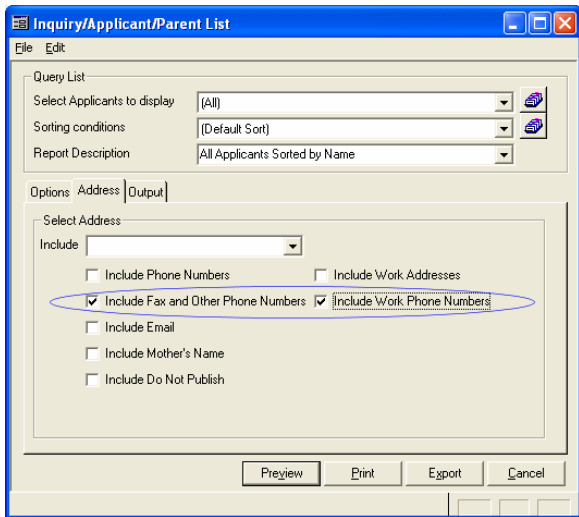 Inquiry/Applicant/Parent List
File Edit
Query List
Select Applicants to display (All)
Sorting conditions (Default Sort)
Report Description All Applicants Sorted by Name
Options Address Output
Select Address
Include
Include Phone Numbers Include Work Addresses
Include Fax and Other Phone Numbers Include Work Phone Numbers
Include Email
Include Mother's Name
Include Do Not Publish
Preview Print Export Cancel